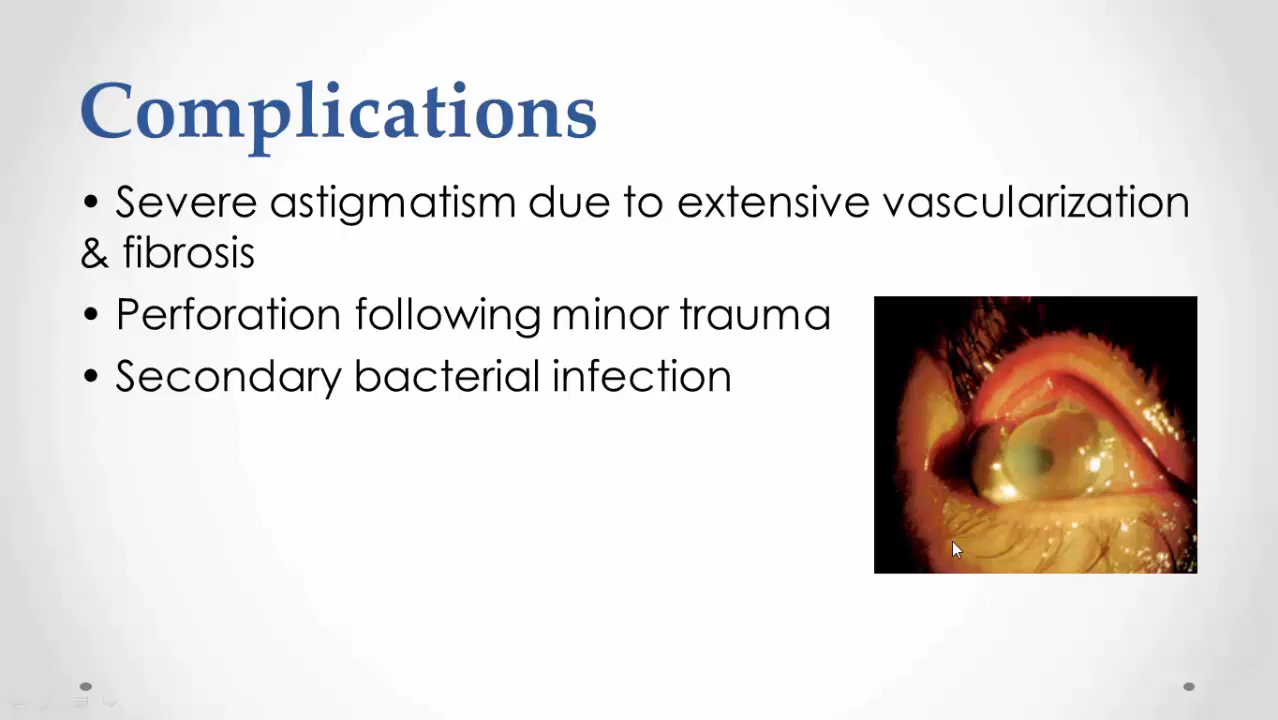 Complications
• Severe astigmatism due to extensive vascularization
& fibrosis
• Perforation following minor trauma
• Secondary bacterial infection